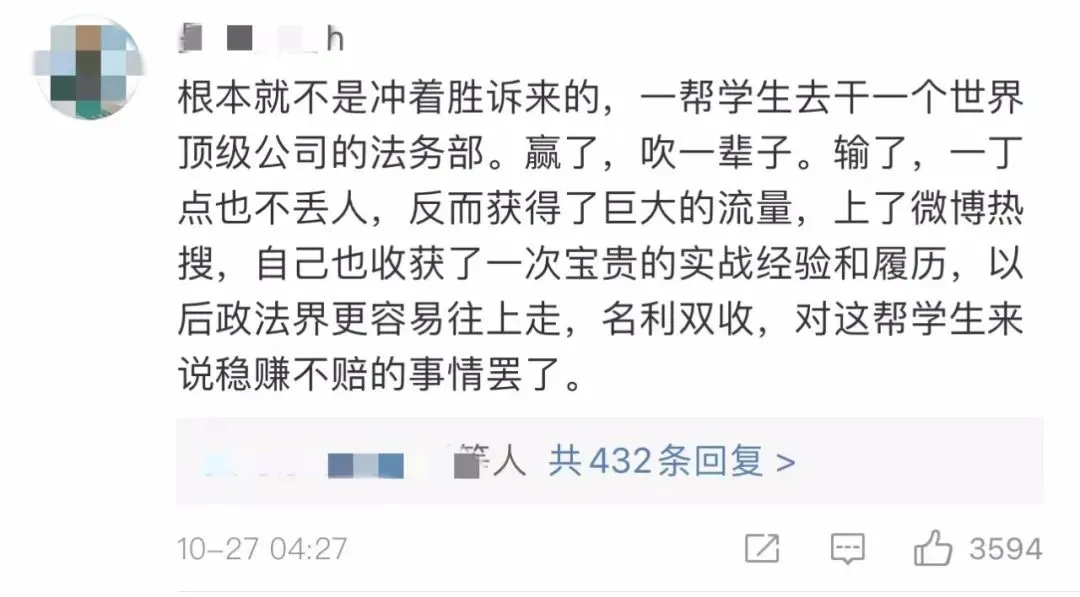 h
根本就不是冲着胜诉来的，一帮学生去干一个世界
顶级公司的法务部。赢了，吹一辈子。输了，一丁
点也不丢人，反而获得了巨大的流量，上了微博热
搜，自己也收获了一次宝贵的实战经验和履历，以
后政法界更容易往上走，名利双收，对这帮学生来
说稳赚不赔的事情罢了。
等人 共432条回复 >
10-27 04:27
3594